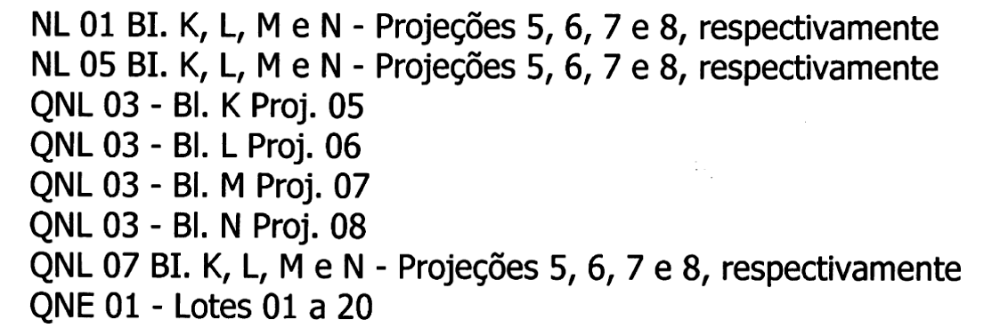 NL 01 BI. K, L, M e N - Projeções 5, 6, 7 e 8, respectivamente
NL 05 BI. K, L, M e N - Projeções 5, 6, 7 e 8, respectivamente
QNL 03 - Bl. K Proj. 05
QNL 03 - Bl. L Proj. 06
QNL 03 - Bl. M Proj. 07
QNL 03 - Bl. N Proj. 08
QNL 07 BI. K, L, M e N - Projeções 5, 6, 7 e 8, respectivamente
QNE 01 - Lotes 01 a 20